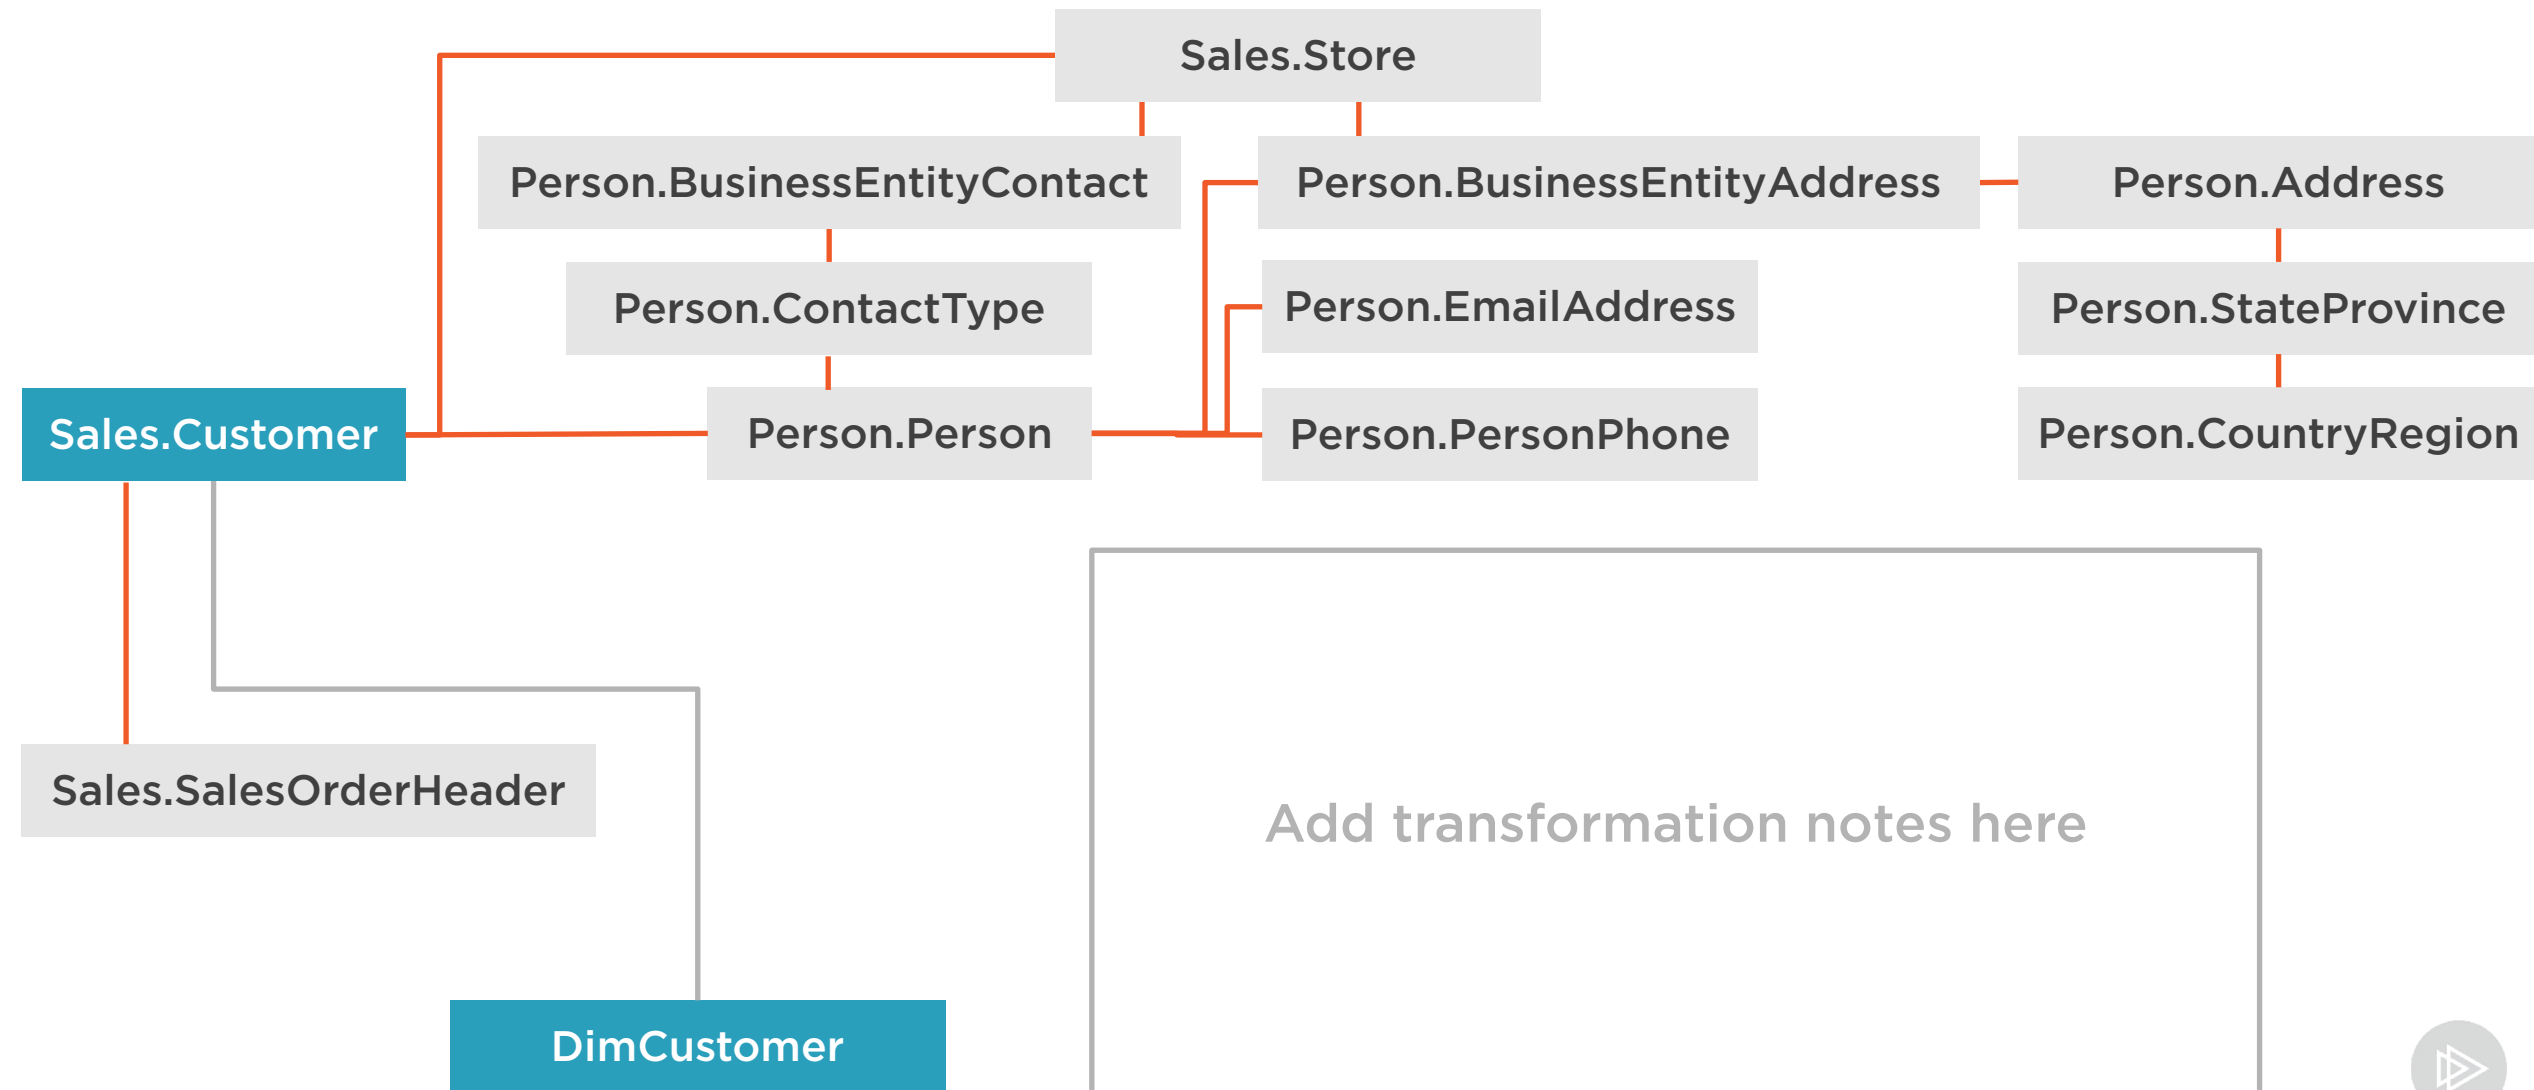 Sales.Store
Person.BusinessEntityContact
Person.BusinessEntityAddress
Person.Address
Person.ContactType
Person.EmailAddress
Person.StateProvince
Sales.Customer
Person.Person
Person.PersonPhone
Person.CountryRegion
Sales.SalesOrderHeader
Add transformation notes here
DimCustomer